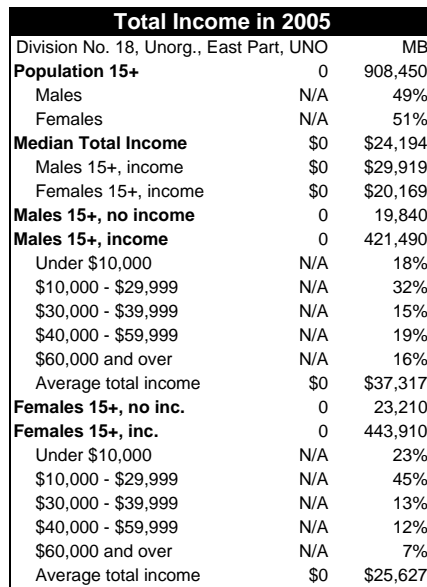 Total Income in 2005
Division No. 18, Unorg., East Part, UNO MB
Population 15+ 0 908,450
Males N/A 49%
Females N/A 51%
Median Total Income $0 $24,194
Males 15+, income $0 $29,919
Females 15+, income $0 $20,169
Males 15+, no income 0 19,840
Males 15+, income 0 421,490
Under $10,000 N/A 18%
$10,000 - $29,999 N/A 32%
$30,000 - $39,999 N/A 15%
$40,000 - $59,999 N/A 19%
$60,000 and over N/A 16%
Average total income $0 $37,317
Females 15+, no inc. 0 23,210
Females 15+, inc. 0 443,910
Under $10,000 N/A 23%
$10,000 - $29,999 N/A 45%
$30,000 - $39,999 N/A 13%
$40,000 - $59,999 N/A 12%
$60,000 and over N/A 7%
Average total income $0 $25,627